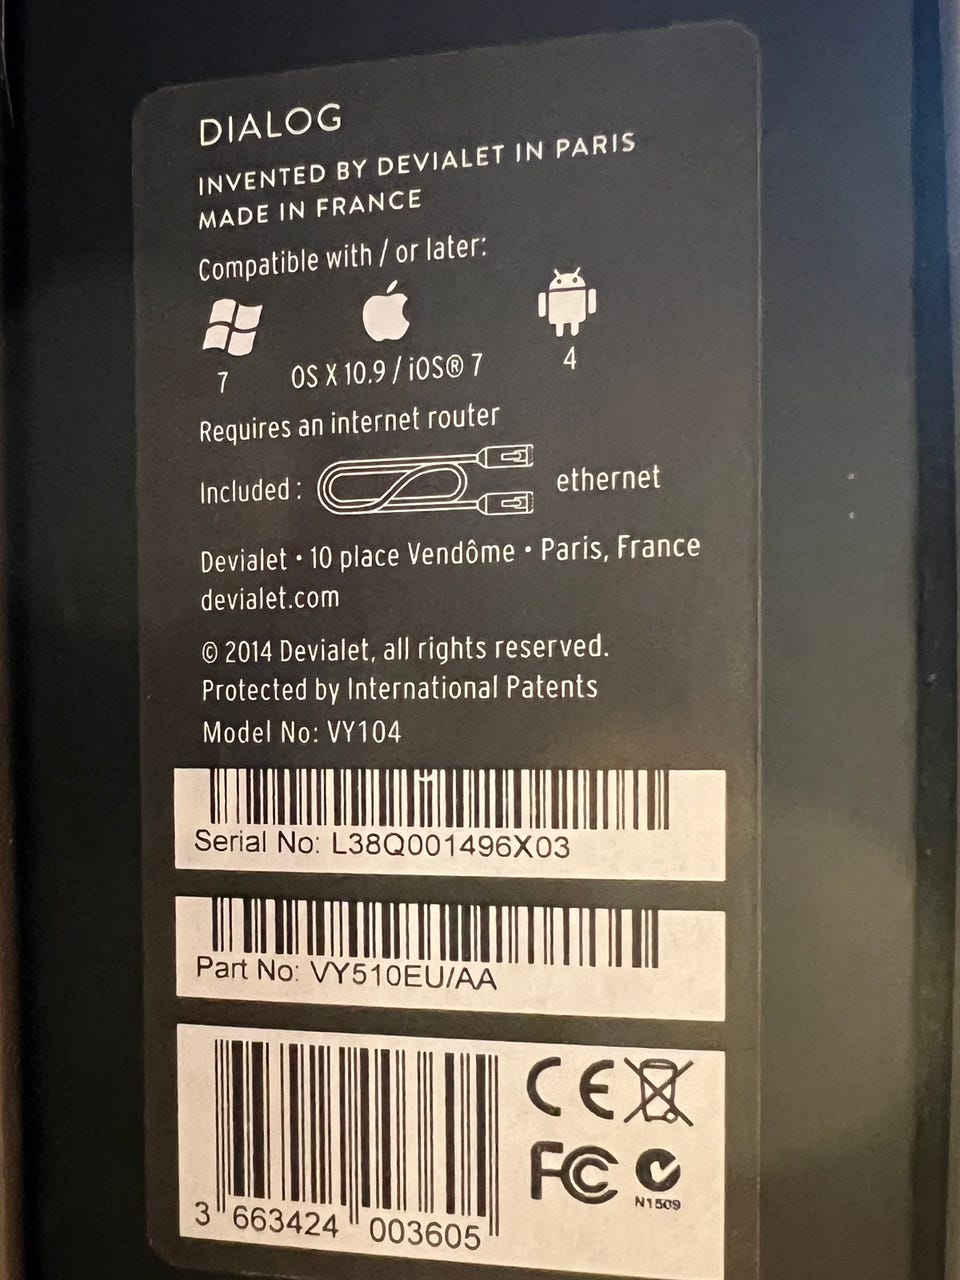 DIALOG
INVENTED BY DEVIALET IN PARIS
MADE IN FRANCE
Compatible with / or later:
7 OS X 10.9 / iOS® 7 4
Requires an internet router
Included : ethernet
Devialet • 10 place Vendôme • Paris, France
devialet.com
© 2014 Devialet, all rights reserved.
Protected by International Patents
Model No: VY104
Serial No: L38Q001496X03
Part No: VY510EU/AA
CE
FC
N1509
3 663424 003605